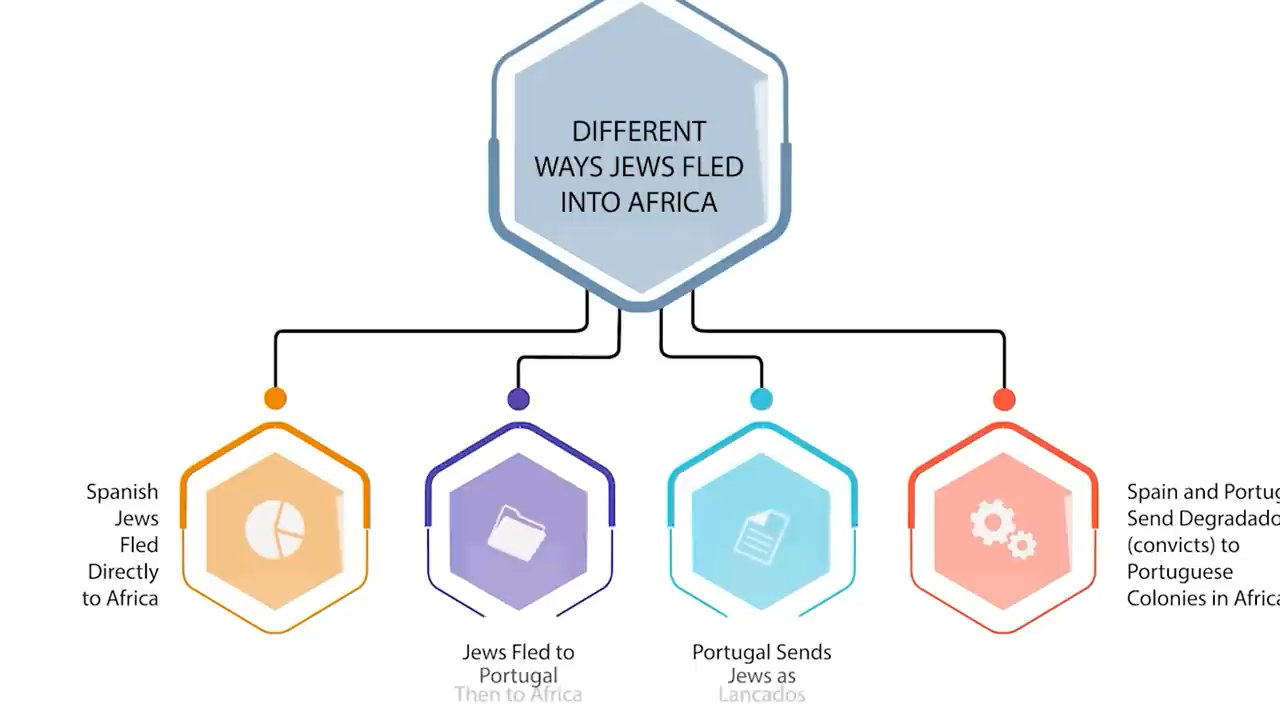 DIFFERENT
WAYS JEWS FLED
INTO AFRICA
Spanish
Jews
Fled
Directly
to Africa
Jews Fled to
Portugal
Then to Africa
Portugal Sends
Jews as
Lancados
Spain and Portug
Send Degradado
(convicts) to
Portuguese
Colonies in Africa